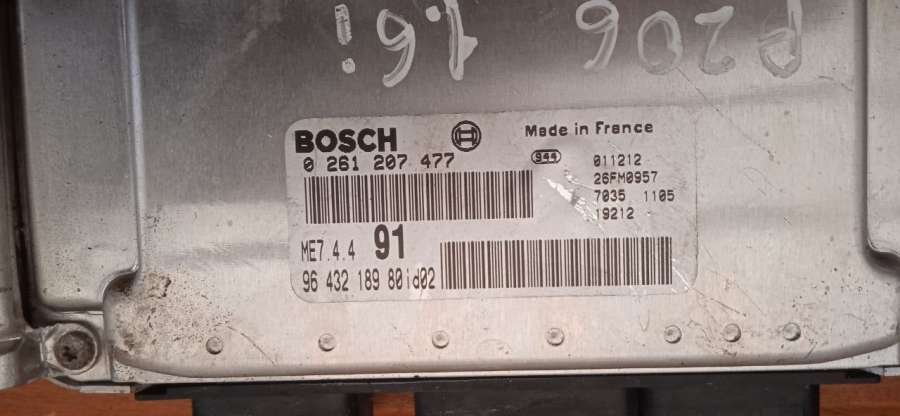 P206 1.6i
BOSCH
Made in France
0 261 207 477
944
011212
26FM0957
7035 1105
19212
ME7.4.4 91
96 432 189 80id02